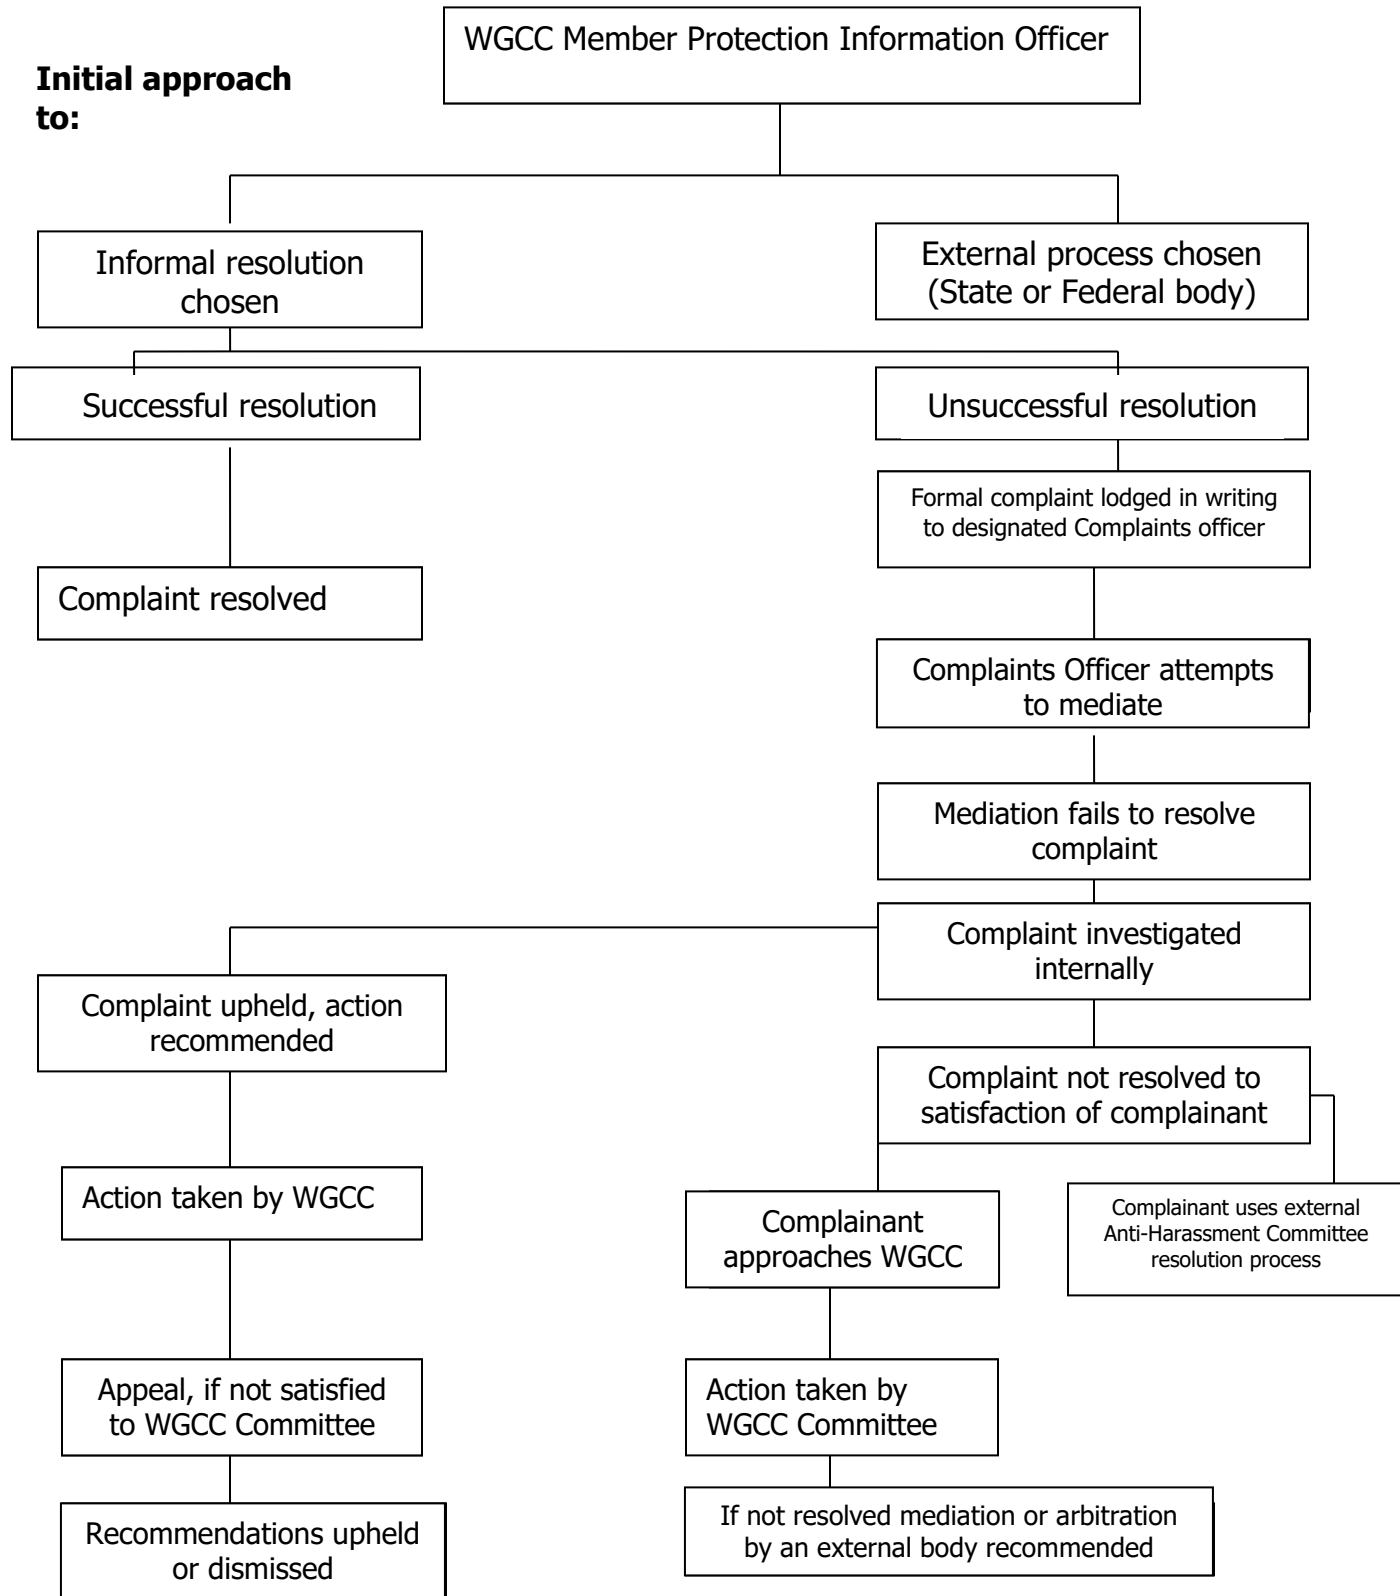 WGCC Member Protection Information Officer
Initial approach
to:
Informal resolution
chosen
External process chosen
(State or Federal body)
Successful resolution
Unsuccessful resolution
Formal complaint lodged in writing
to designated Complaints officer
Complaint resolved
Complaints Officer attempts
to mediate
Mediation fails to resolve
complaint
Complaint investigated
internally
Complaint upheld, action
recommended
Complaint not resolved to
satisfaction of complainant
Action taken by WGCC
Complainant
approaches WGCC
Complainant uses external
Anti-Harassment Committee
resolution process
Appeal, if not satisfied
to WGCC Committee
Action taken by
WGCC Committee
Recommendations upheld
or dismissed
If not resolved mediation or arbitration
by an external body recommended